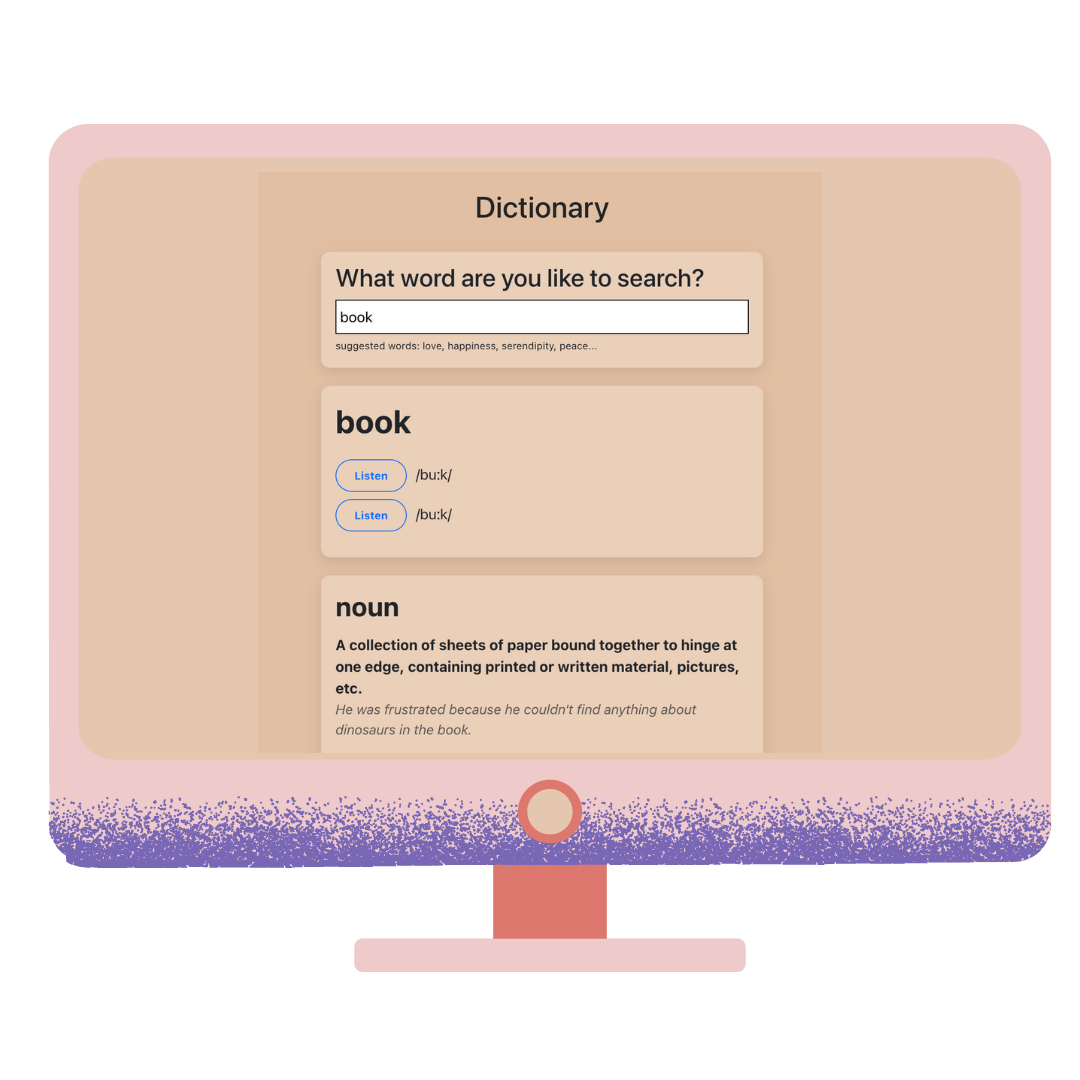 Dictionary
What word are you like to search?
book
suggested words: love, happiness, serendipity, peace...
book
Listen /buːk/
Listen /buːk/
noun
A collection of sheets of paper bound together to hinge at
one edge, containing printed or written material, pictures,
etc.
He was frustrated because he couldn't find anything about
dinosaurs in the book.